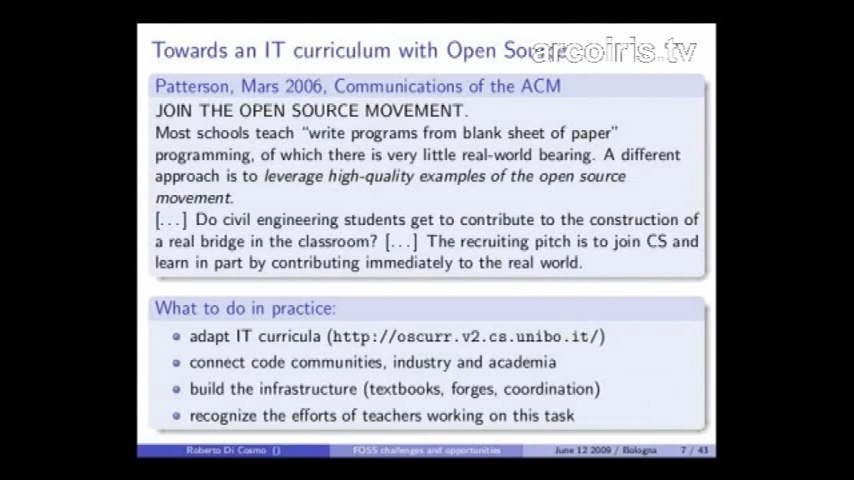 Towards an IT curriculum with Open Source
arcoiris.tv
Patterson, Mars 2006, Communications of the ACM
JOIN THE OPEN SOURCE MOVEMENT.
Most schools teach “write programs from blank sheet of paper”
programming, of which there is very little real-world bearing. A different
approach is to leverage high-quality examples of the open source
movement.
[...] Do civil engineering students get to contribute to the construction of
a real bridge in the classroom? [...] The recruiting pitch is to join CS and
learn in part by contributing immediately to the real world.
What to do in practice:
adapt IT curricula (http://oscurr.v2.cs.unibo.it/)
connect code communities, industry and academia
build the infrastructure (textbooks, forges, coordination)
recognize the efforts of teachers working on this task
Roberto Di Cosmo () FOSS challenges and opportunities June 12 2009 / Bologna 7 / 43